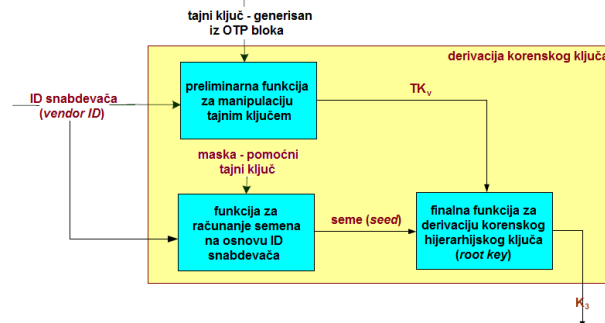 tajni ključ - generisan
iz OTP bloka
derivacija korenskog ključa
ID snabdevača
(vendor ID)
preliminarna funkcija
za manipulaciju
tajnim ključem
TKv
maska - pomoćni
tajni ključ
funkcija za
računanje semena
na osnovu ID
snabdevača
seme (seed)
finalna funkcija za
derivaciju korenskog
hijerarhijskog ključa
(root key)
K3